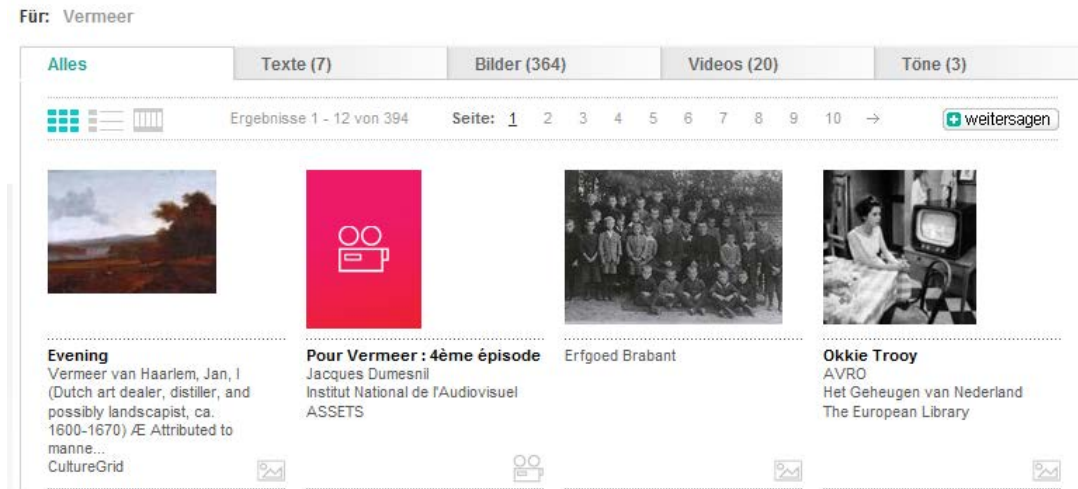 Für: Vermeer
Alles
Texte (7)
Bilder (364)
Videos (20)
Töne (3)
Ergebnisse 1 - 12 von 394
Seite: 1 2 3 4 5 6 7 8 9 10 →
weitersagen
Evening
Vermeer van Haarlem, Jan, I
(Dutch art dealer, distiller, and
possibly landscapist, ca.
1600-1670) Æ Attributed to
manne...
CultureGrid
Pour Vermeer : 4ème épisode
Jacques Dumesnil
Institut National de l'Audiovisuel
ASSETS
Erfgoed Brabant
Okkie Trooy
AVRO
Het Geheugen van Nederland
The European Library